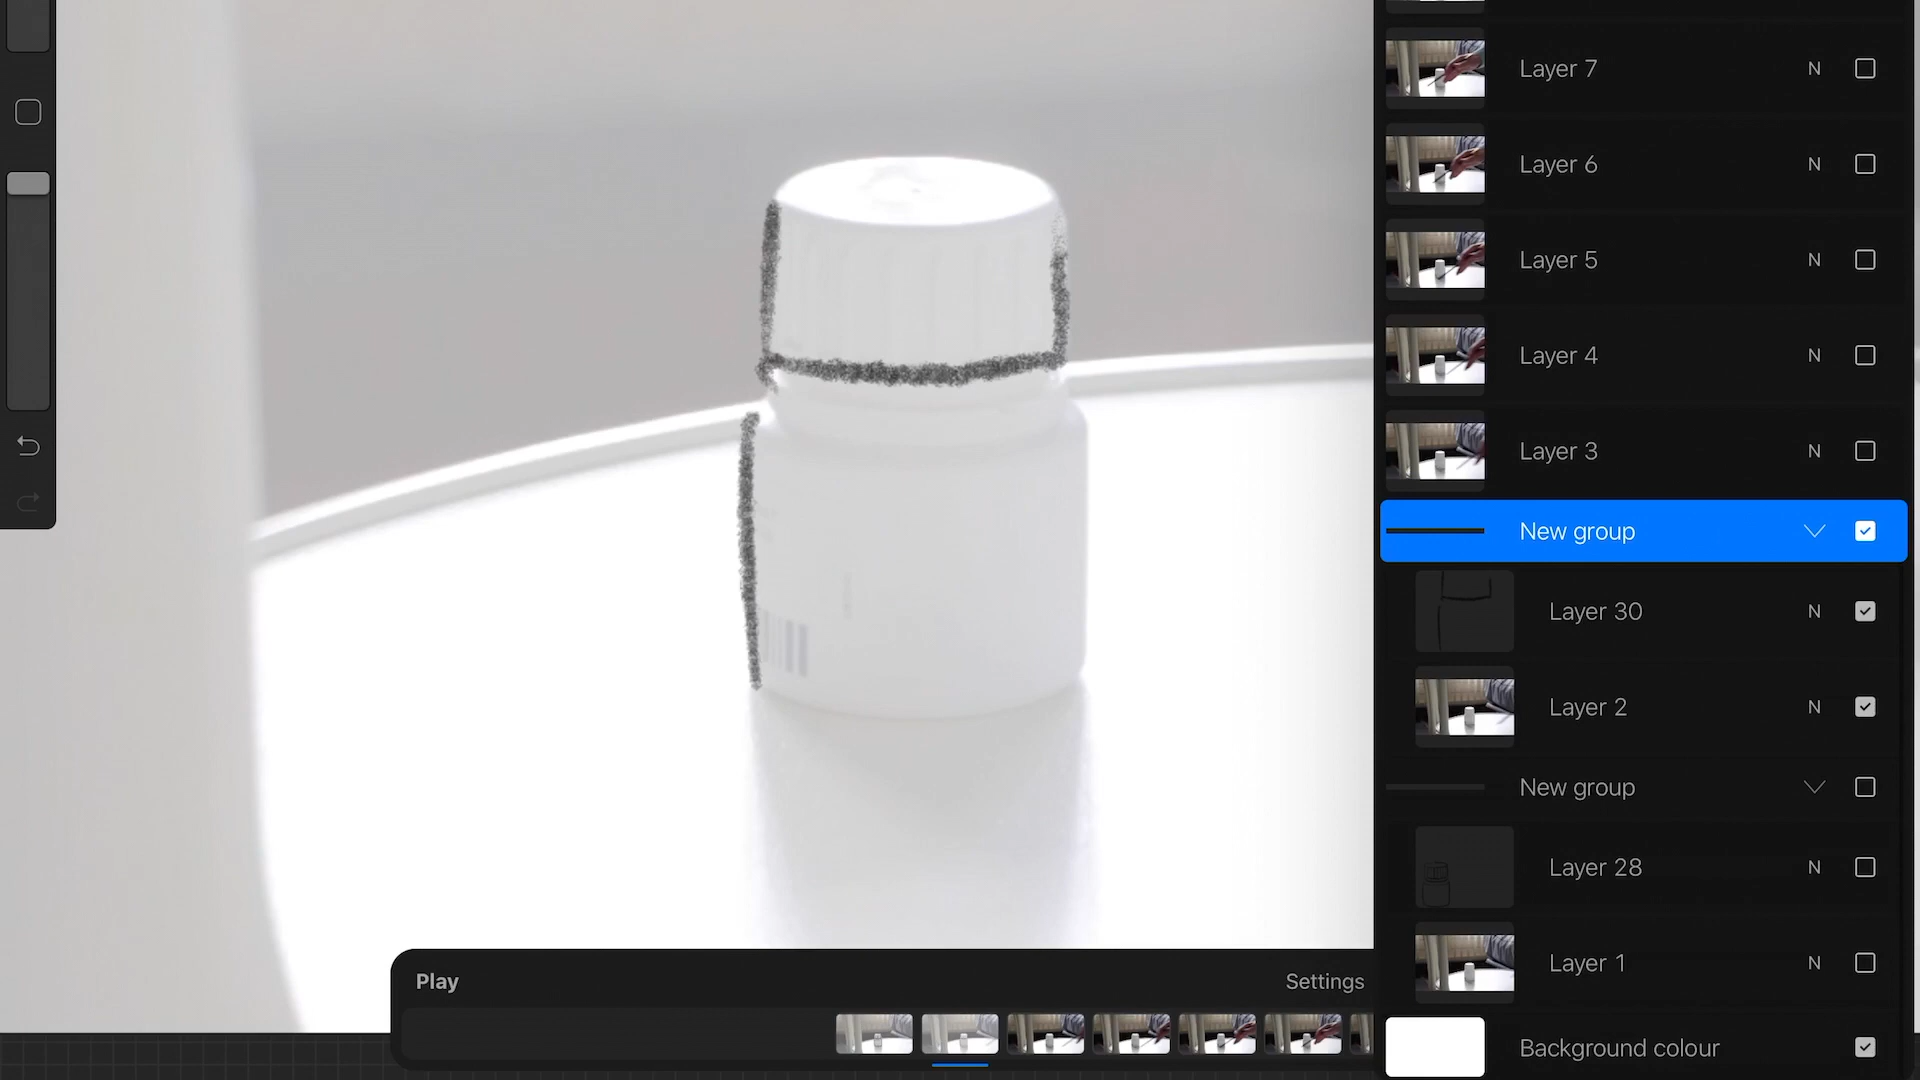 Layer 7 N
Layer 6 N
Layer 5 N
Layer 4 N
Layer 3 N
New group
Layer 30 N
Layer 2 N
New group
Layer 28 N
Layer 1 N
Background colour
Play Settings